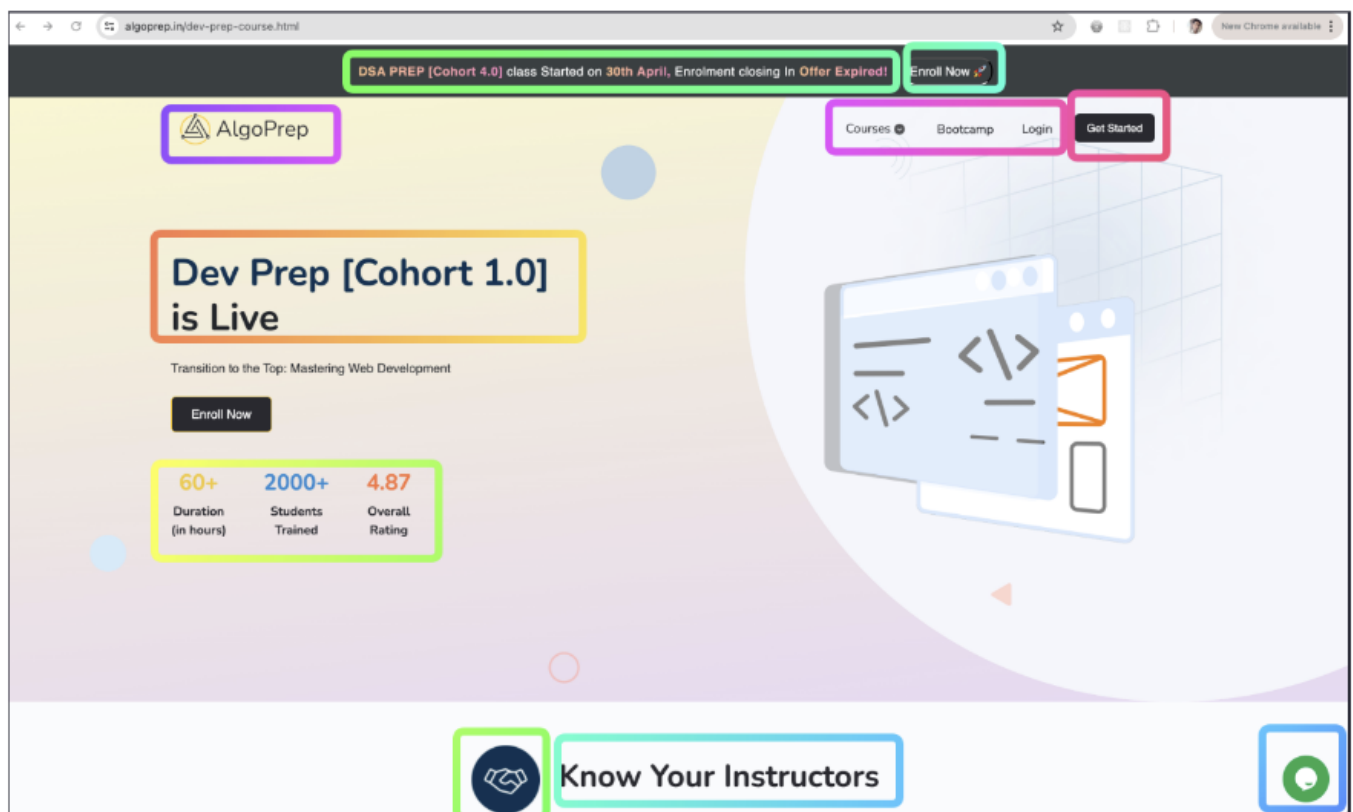 algoprep.in/dev-prep-course.html
New Chrome available
DSA PREP [Cohort 4.0] class Started on 30th April, Enrolment closing In Offer Expired!
Enroll Now 🚀
AlgoPrep
Courses Bootcamp Login Get Started
Dev Prep [Cohort 1.0]
is Live
Transition to the Top: Mastering Web Development
Enroll Now
60+ 2000+ 4.87
Duration Students Overall
(in hours) Trained Rating
Know Your Instructors